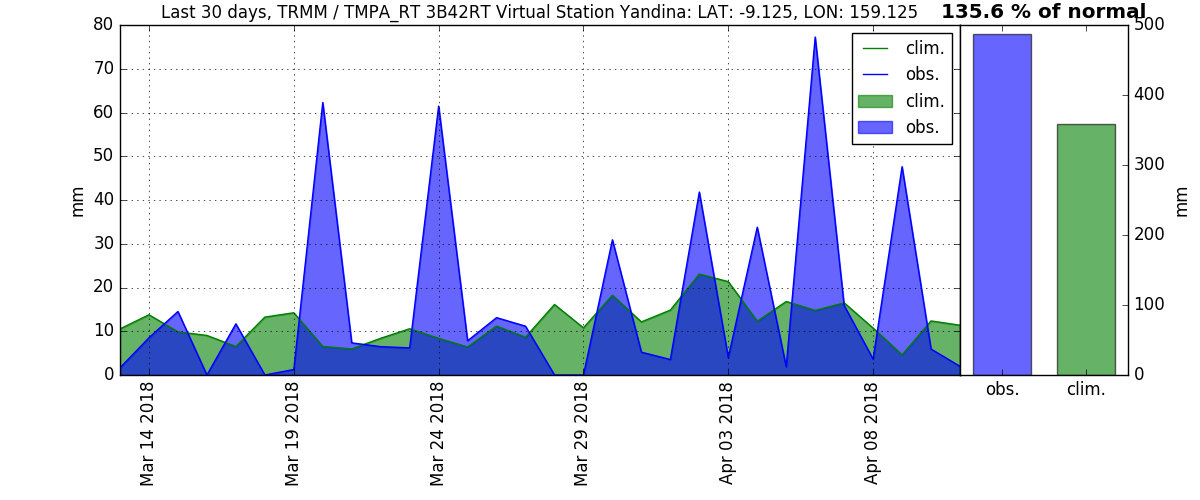 Last 30 days, TRMM / TMPA_RT 3B42RT Virtual Station Yandina: LAT: -9.125, LON: 159.125
135.6 % of normal
80
70
60
50
40
30
20
10
0
mm
clim.
obs.
clim.
obs.
Mar 14 2018
Mar 19 2018
Mar 24 2018
Mar 29 2018
Apr 03 2018
Apr 08 2018
500
400
300
200
100
0
mm
obs.
clim.